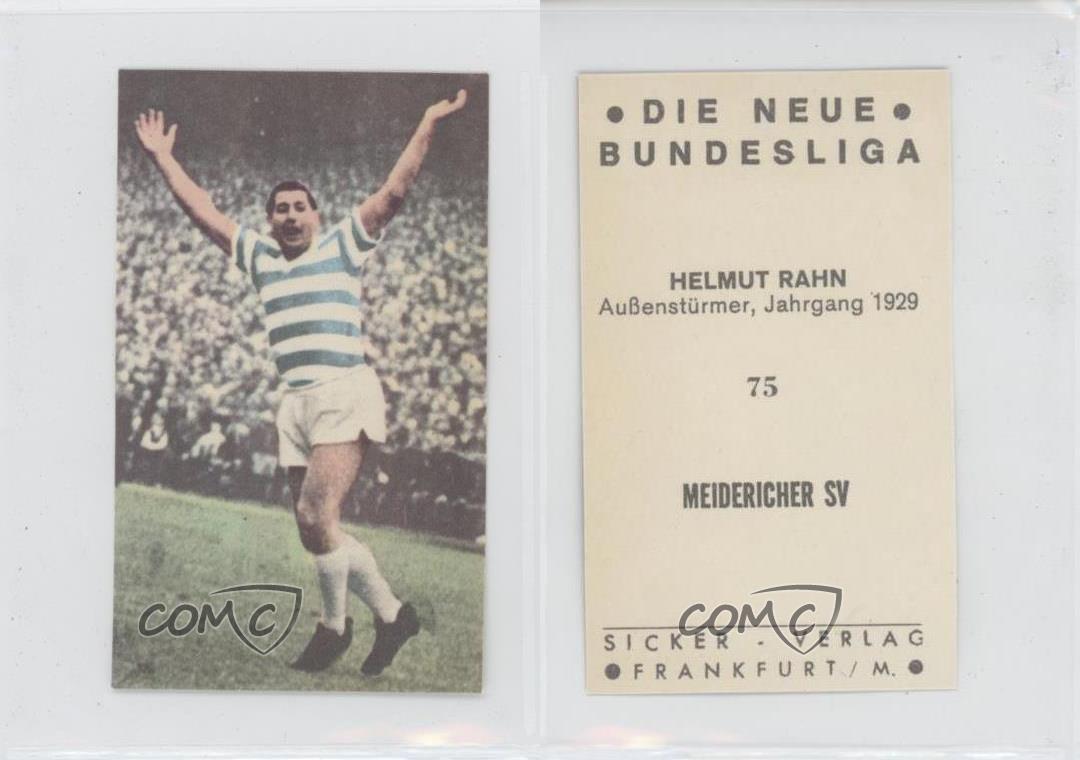 COMC
● DIE NEUE ●
BUNDESLIGA
HELMUT RAHN
Außenstürmer, Jahrgang 1929
75
MEIDERICHER SV
COMC
SICKER - VERLAG
● FRANKFURT / M. ●